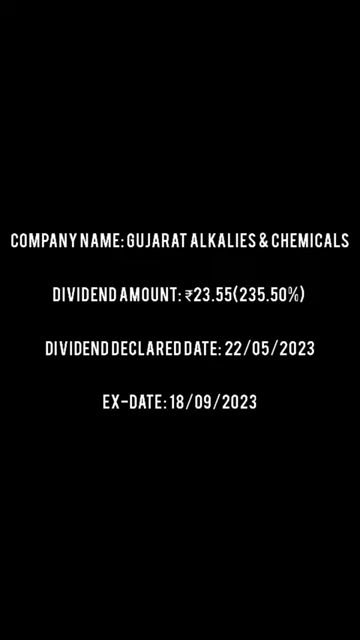 COMPANY NAME: GUJARAT ALKALIES & CHEMICALS
DIVIDEND AMOUNT: ₹23.55(235.50%)
DIVIDEND DECLARED DATE: 22/05/2023
EX-DATE: 18/09/2023